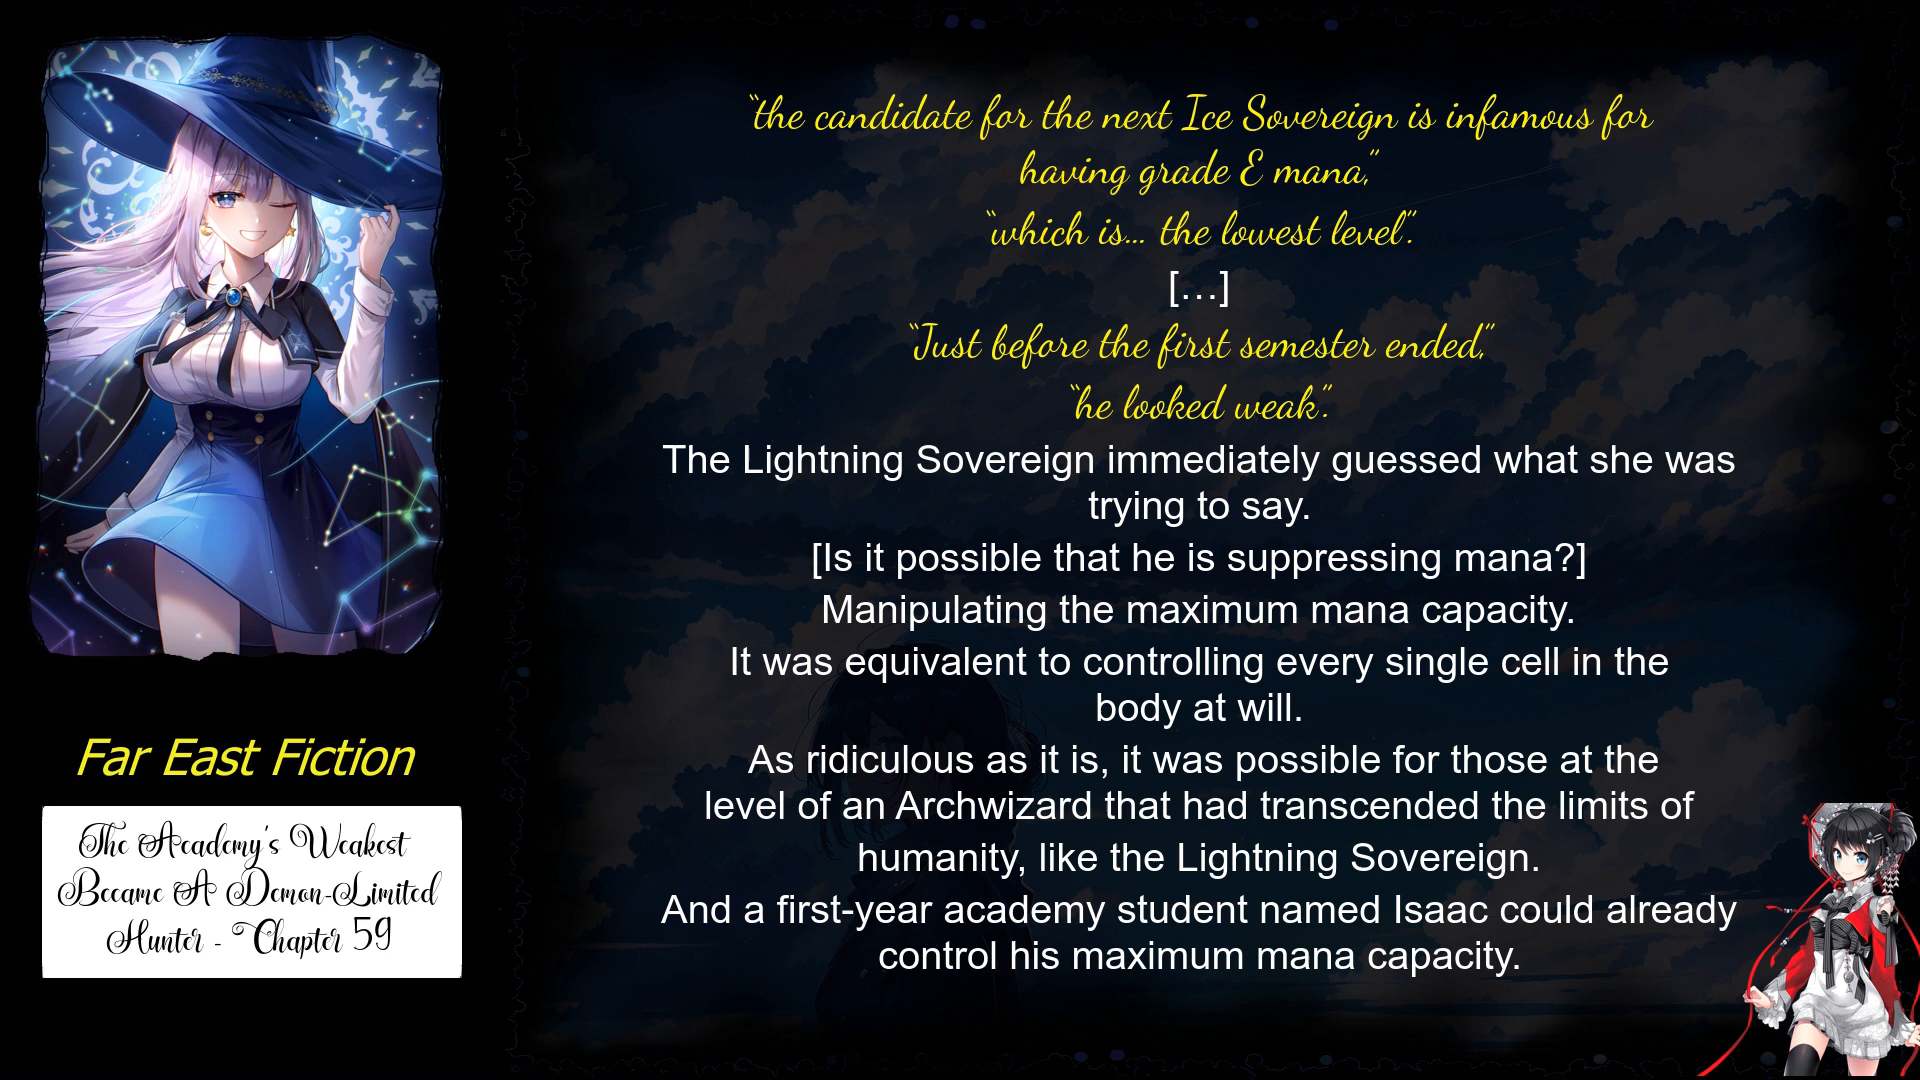 “the candidate for the next Ice Sovereign is infamous for
having grade E mana,”
“which is... the lowest level”.
[…]
“Just before the first semester ended,”
“he looked weak”.
The Lightning Sovereign immediately guessed what she was
trying to say.
[Is it possible that he is suppressing mana?]
Manipulating the maximum mana capacity.
It was equivalent to controlling every single cell in the
body at will.
As ridiculous as it is, it was possible for those at the
level of an Archwizard that had transcended the limits of
humanity, like the Lightning Sovereign.
And a first-year academy student named Isaac could already
control his maximum mana capacity.
Far East Fiction
The Academy's Weakest
Became A Demon-Limited
Hunter - Chapter 59